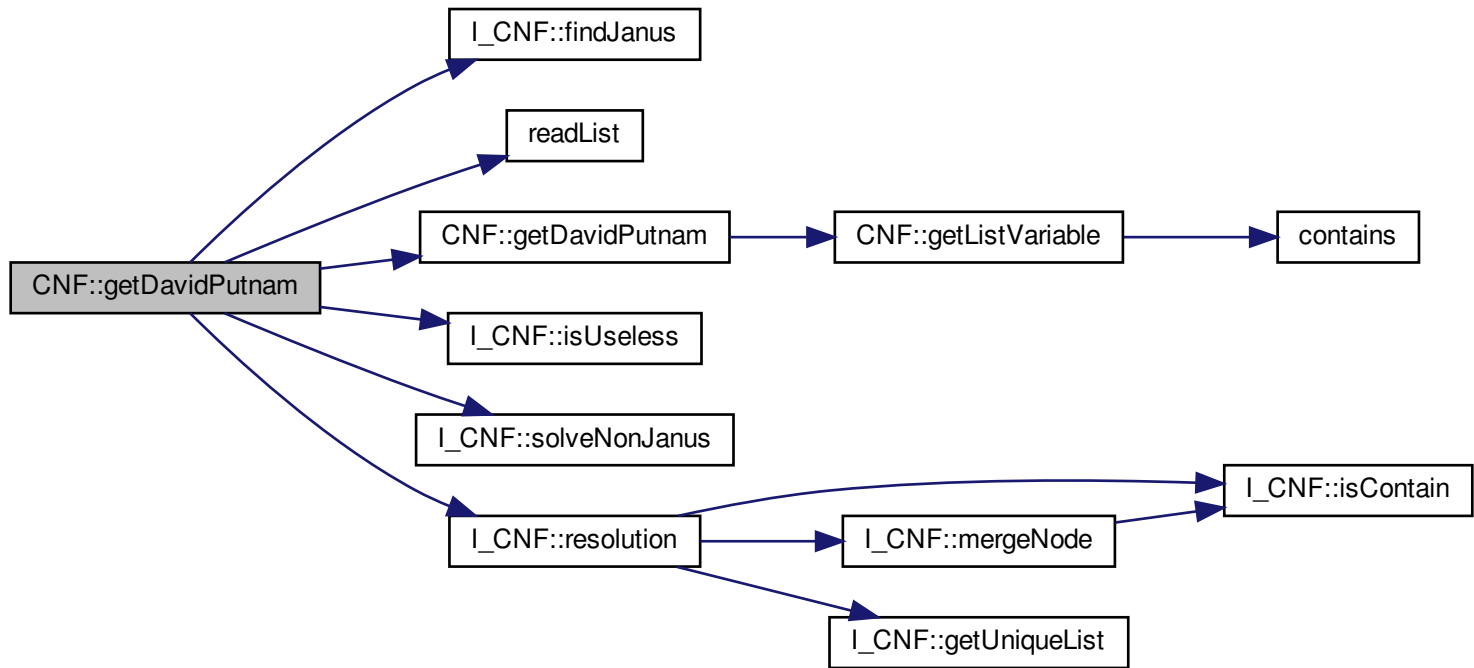 I_CNF::findJanus
readList
CNF::getDavidPutnam
CNF::getListVariable
contains
CNF::getDavidPutnam
I_CNF::isUseless
I_CNF::solveNonJanus
I_CNF::isContain
I_CNF::resolution
I_CNF::mergeNode
I_CNF::getUniqueList